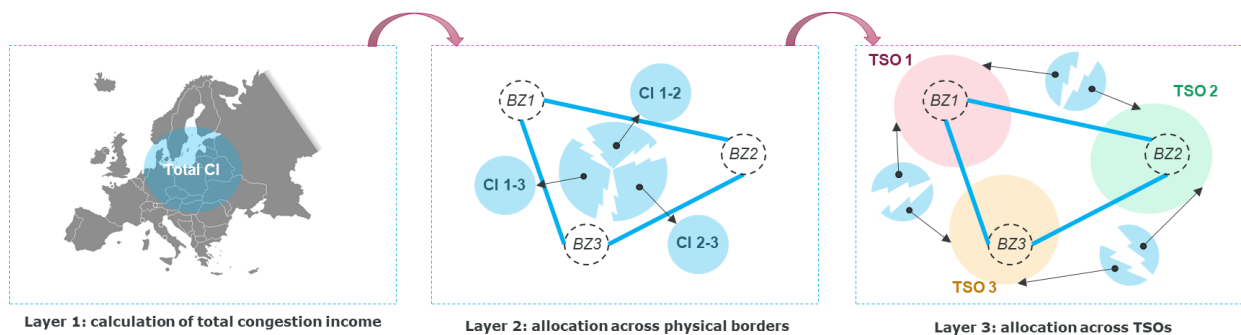 Total CI
Layer 1: calculation of total congestion income
BZ1
CI 1-2
BZ2
CI 1-3
BZ3
CI 2-3
Layer 2: allocation across physical borders
TSO 1
BZ1
TSO 2
BZ2
BZ3
TSO 3
Layer 3: allocation across TSOs